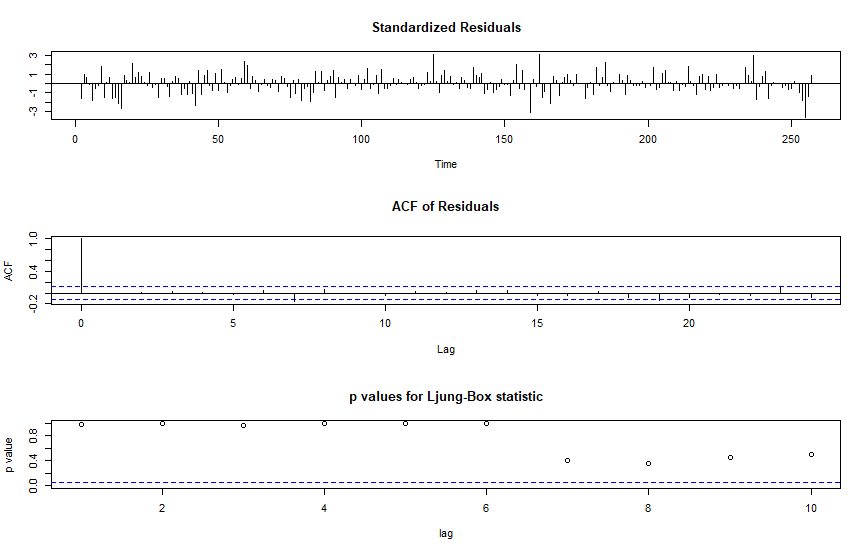 Standardized Residuals
3
1
-1
-3
0 50 100 150 200 250
Time
ACF of Residuals
1.0
0.4
-0.2
ACF
0 5 10 15 20
Lag
p values for Ljung-Box statistic
0.8
0.4
0.0
p value
2 4 6 8 10
lag